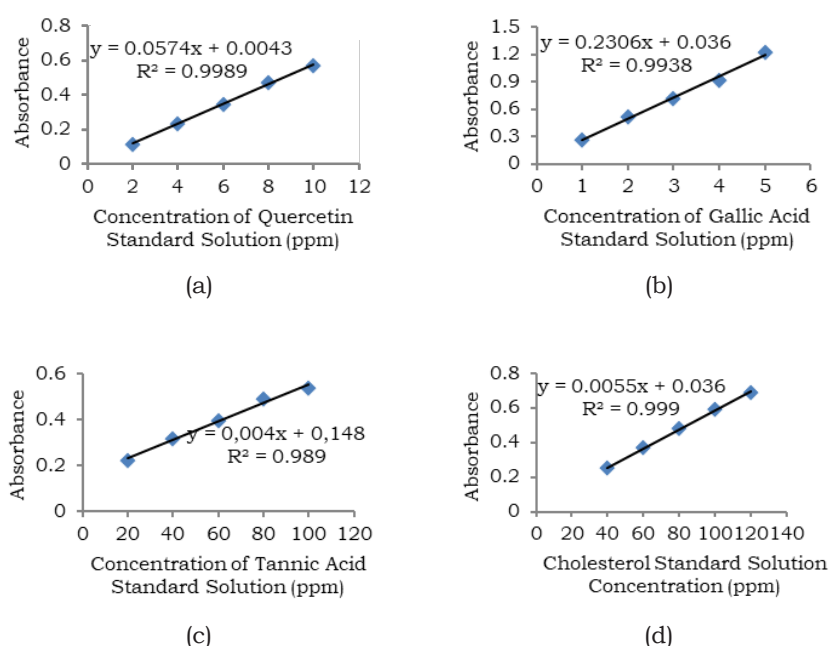 0.8
y = 0.0574x + 0.0043
R² = 0.9989
0.6
0.4
0.2
0
0 2 4 6 8 10 12
Absorbance
Concentration of Quercetin
Standard Solution (ppm)
(a)
1.5
y = 0.2306x + 0.036
R² = 0.9938
1.2
0.9
0.6
0.3
0
0 1 2 3 4 5 6
Absorbance
Concentration of Gallic Acid
Standard Solution (ppm)
(b)
0.6
0.4
y = 0,004x + 0,148
R² = 0.989
0.2
0
0 20 40 60 80 100 120
Absorbance
Concentration of Tannic Acid
Standard Solution (ppm)
(c)
0.8
y = 0.0055x + 0.036
R² = 0.999
0.6
0.4
0.2
0
0 20 40 60 80 100120140
Absorbance
Cholesterol Standard Solution
Concentration (ppm)
(d)